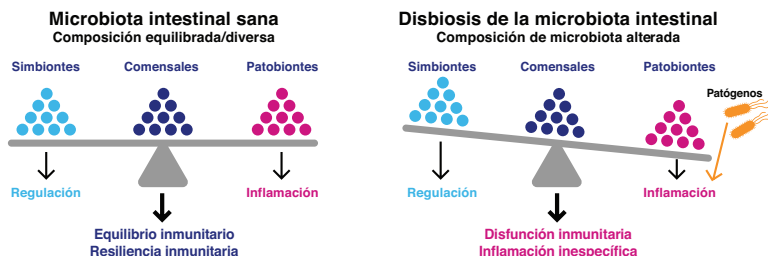 Microbiota intestinal sana
Composición equilibrada/diversa
Simbiontes
Comensales
Patobiontes
Regulación
Inflamación
Equilibrio inmunitario
Resiliencia inmunitaria
Disbiosis de la microbiota intestinal
Composición de microbiota alterada
Simbiontes
Comensales
Patobiontes
Patógenos
Regulación
Inflamación
Disfunción inmunitaria
Inflamación inespecífica